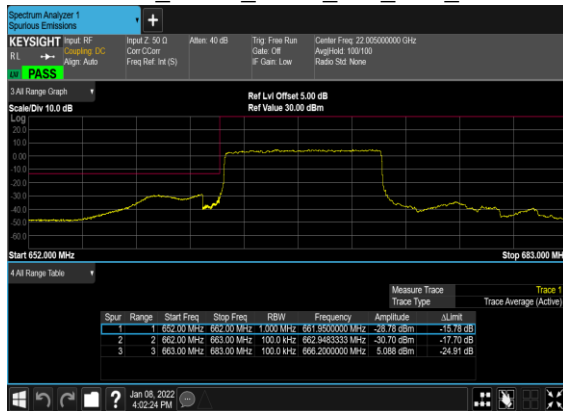 Spectrum Analyzer 1
Spurious Emissions
KEYSIGHT Input: RF Input Z: 50 Ω Atten: 40 dB Trig: Free Run Center Freq: 22.005000000 GHz
RL Coupling: DC Corr CCorr Gate: Off Avg|Hold: 100/100
Align: Auto Freq Ref: Int (S) IF Gain: Low Radio Std: None
PASS
3 All Range Graph
Ref Lvl Offset 5.00 dB
Scale/Div 10.0 dB Ref Value 30.00 dBm
Log
20.0
10.0
0.00
-10.0
-20.0
-30.0
-40.0
-50.0
-60.0
Start 652.000 MHz Stop 683.000 MH
4 All Range Table
Measure Trace Trace 1
Trace Type Trace Average (Active)
Spur Range Start Freq Stop Freq RBW Frequency Amplitude ΔLimit
1 1 652.00 MHz 662.00 MHz 1.000 MHz 661.9500000 MHz -28.78 dBm -15.78 dB
2 2 662.00 MHz 663.00 MHz 100.0 kHz 662.9483333 MHz -30.70 dBm -17.70 dB
3 3 663.00 MHz 683.00 MHz 100.0 kHz 666.2000000 MHz 5.088 dBm -24.91 dB
Jan 08, 2022
4:02:24 PM